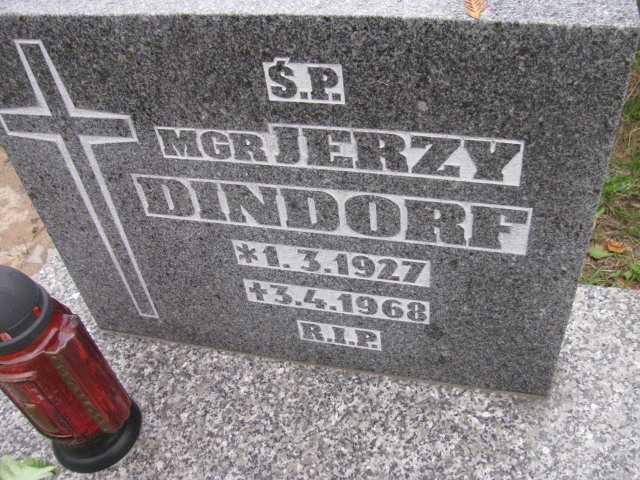 Ś.P.
MGR JERZY
DINDORF
*1.3.1927
✝3.4.1968
R.I.P.